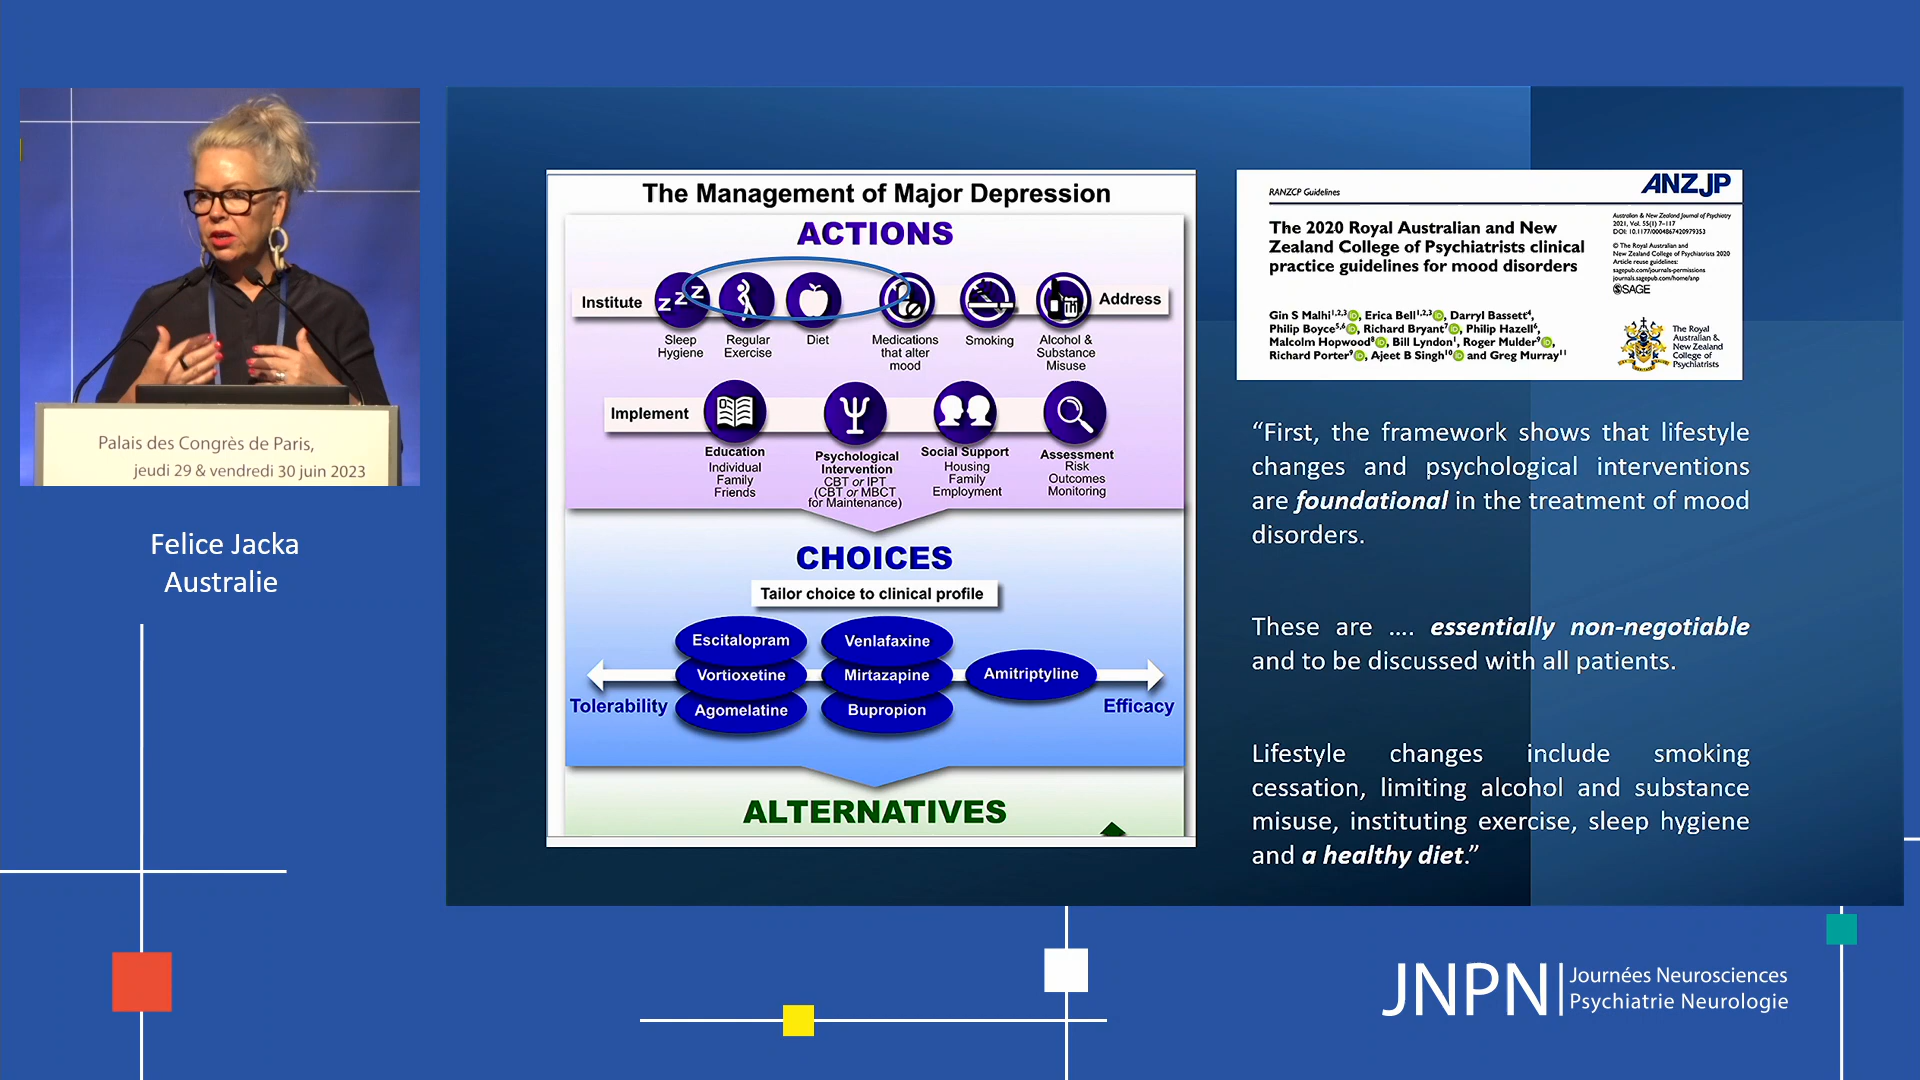 Palais des Congrès de Paris,
jeudi 29 & vendredi 30 juin 2023
Felice Jacka
Australie
The Management of Major Depression
ACTIONS
Institute
z z z
Address
Sleep
Hygiene
Regular
Exercise
Diet
Medications
that alter
mood
Smoking
Alcohol &
Substance
Misuse
Implement
Education
Individual
Family
Friends
Psychological
Intervention
CBT or IPT
(CBT or MBCT
for Maintenance)
Social Support
Housing
Family
Employment
Assessment
Risk
Outcomes
Monitoring
CHOICES
Tailor choice to clinical profile
Escitalopram
Vortioxetine
Agomelatine
Venlafaxine
Mirtazapine
Bupropion
Amitriptyline
Tolerability
Efficacy
ALTERNATIVES
RANZCP Guidelines
ANZJP
The 2020 Royal Australian and New
Zealand College of Psychiatrists clinical
practice guidelines for mood disorders
Australian & New Zealand Journal of Psychiatry
2021, Vol. 55(1) 7–117
DOI: 10.1177/0004867420979353
© The Royal Australian and
New Zealand College of Psychiatrists 2020
Article reuse guidelines:
sagepub.com/journals-permissions
journals.sagepub.com/home/anp
SAGE
Gin S Malhi1,2,3, Erica Bell1,2,3, Darryl Bassett4,
Philip Boyce5,6, Richard Bryant7, Philip Hazell6,
Malcolm Hopwood8, Bill Lyndon1, Roger Mulder9,
Richard Porter9, Ajeet B Singh10 and Greg Murray11
The Royal
Australian &
New Zealand
College of
Psychiatrists
“First, the framework shows that lifestyle
changes and psychological interventions
are foundational in the treatment of mood
disorders.
These are .... essentially non-negotiable
and to be discussed with all patients.
Lifestyle changes include smoking
cessation, limiting alcohol and substance
misuse, instituting exercise, sleep hygiene
and a healthy diet.”
JNPN
Journées Neurosciences
Psychiatrie Neurologie